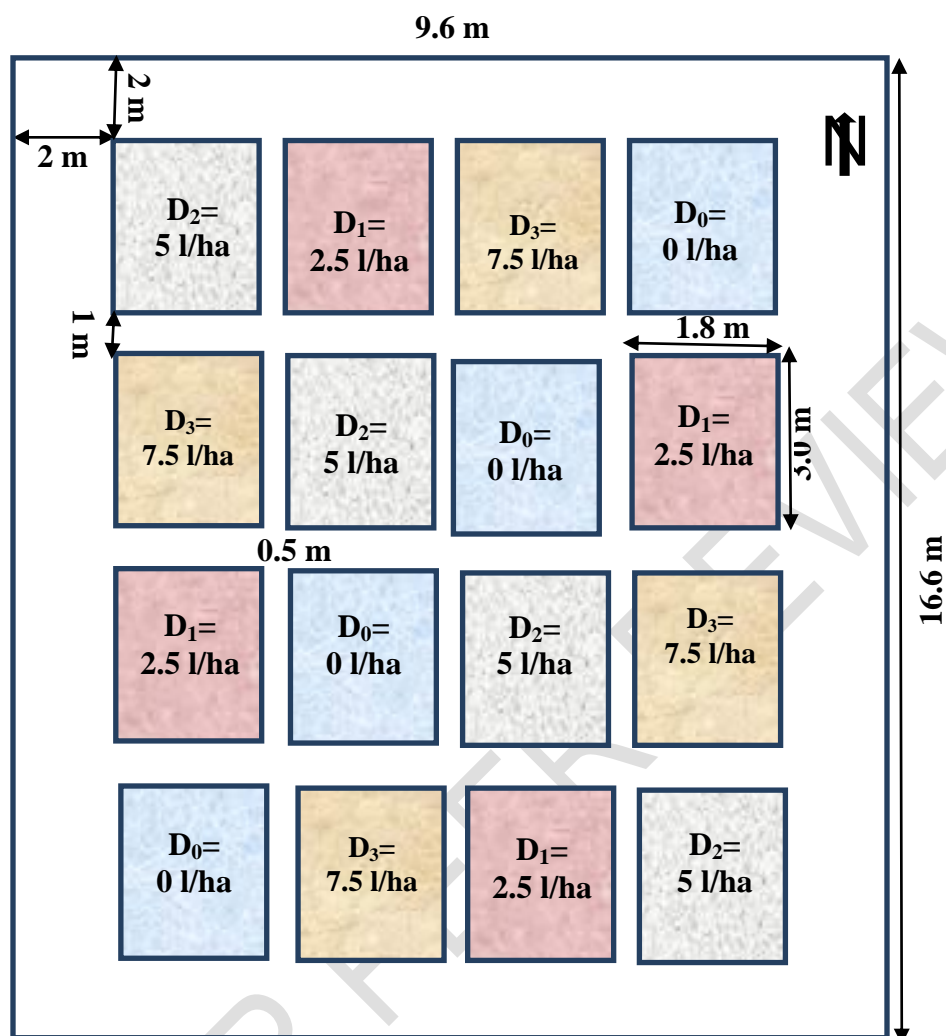 9.6 m
2 m
2 m
N
D₂=
5 l/ha
D₁=
2.5 l/ha
D₃=
7.5 l/ha
D₀=
0 l/ha
1 m
1.8 m
D₃=
7.5 l/ha
D₂=
5 l/ha
D₀=
0 l/ha
D₁=
2.5 l/ha
3.0 m
0.5 m
16.6 m
D₁=
2.5 l/ha
D₀=
0 l/ha
D₂=
5 l/ha
D₃=
7.5 l/ha
D₀=
0 l/ha
D₃=
7.5 l/ha
D₁=
2.5 l/ha
D₂=
5 l/ha
PEER REVIEW